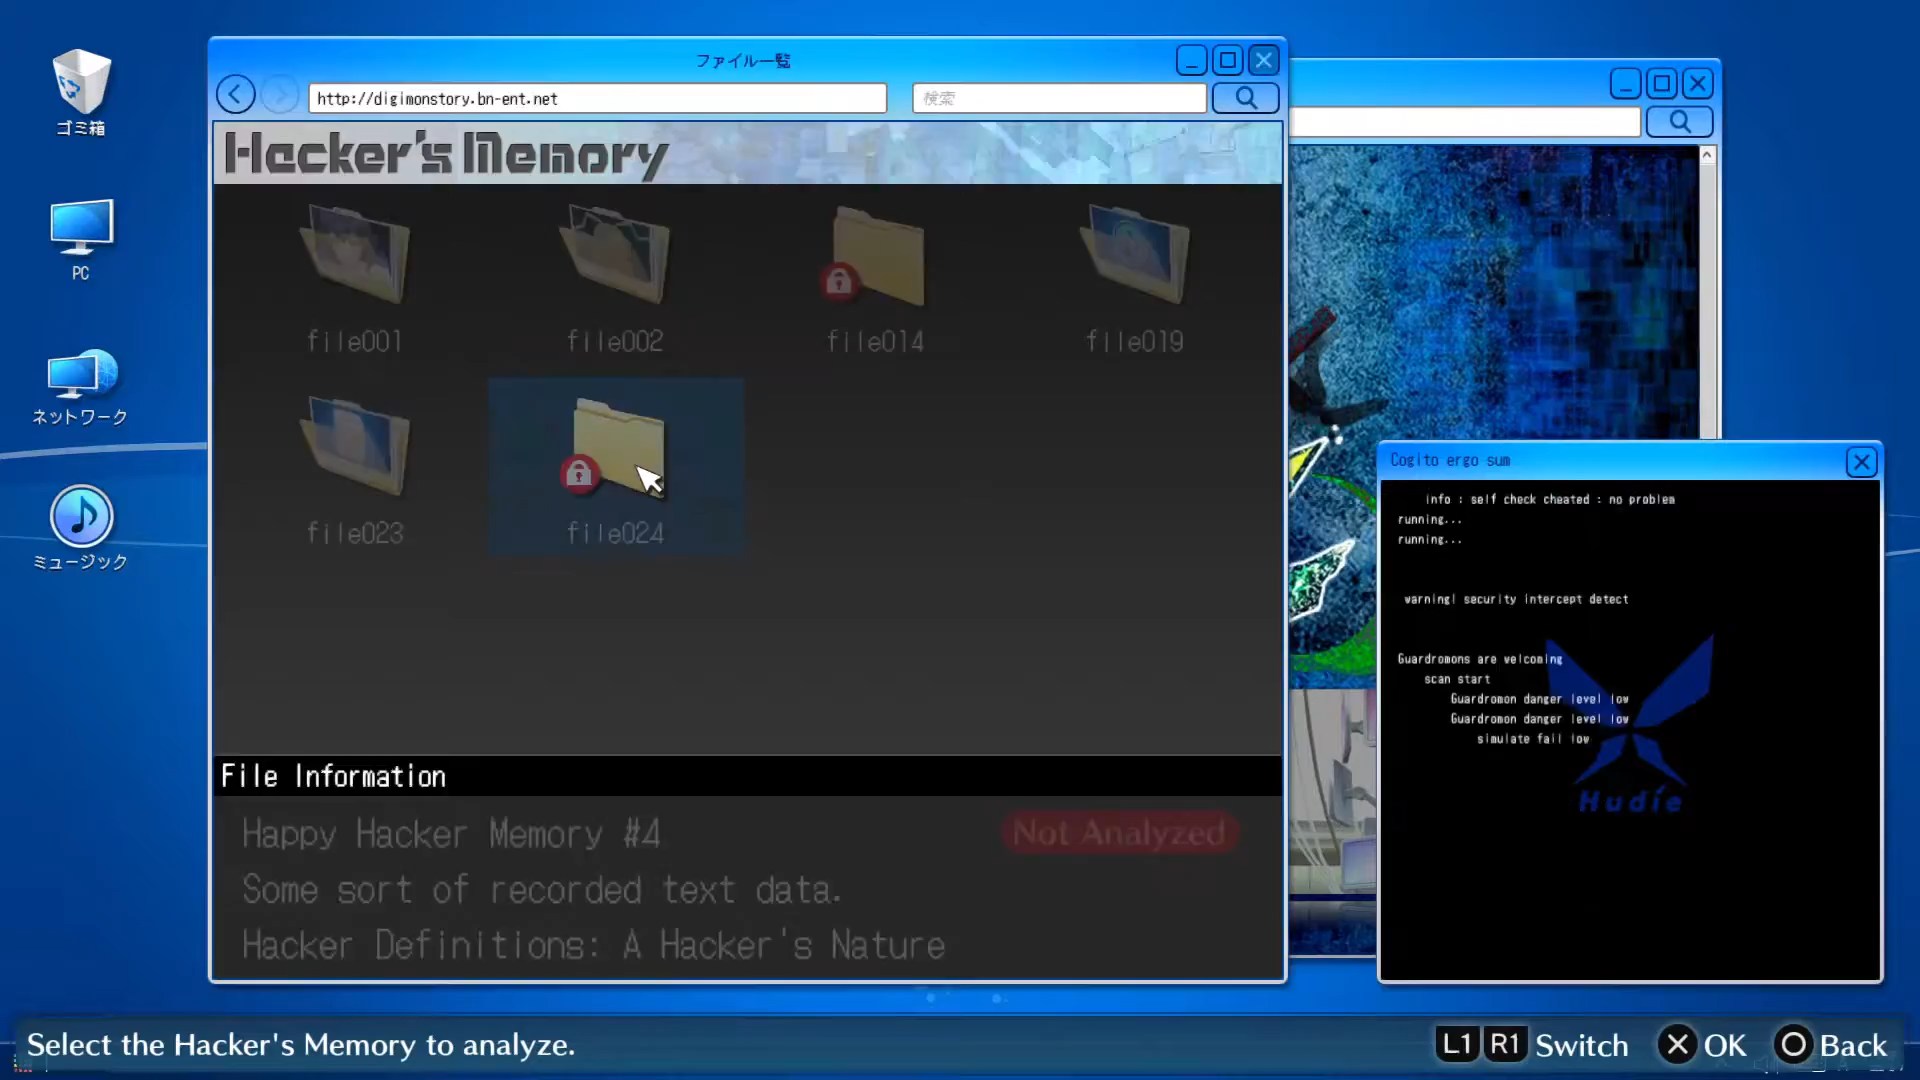 ゴミ箱
PC
ネットワーク
ミュージック
ファイル一覧
http://digimonstory.bn-ent.net
検索
Hacker's Memory
file001
file002
file014
file019
file023
file024
File Information
Happy Hacker Memory #4
Not Analyzed
Some sort of recorded text data.
Hacker Definitions: A Hacker's Nature
Cogito ergo sum
info : self check cheated : no problem
running...
running...
warning! security intercept detect
Guardromons are welcoming
scan start
Guardromon danger level low
Guardromon danger level low
simulate fail low
Hudie
Select the Hacker's Memory to analyze.
L1 R1 Switch
OK
Back